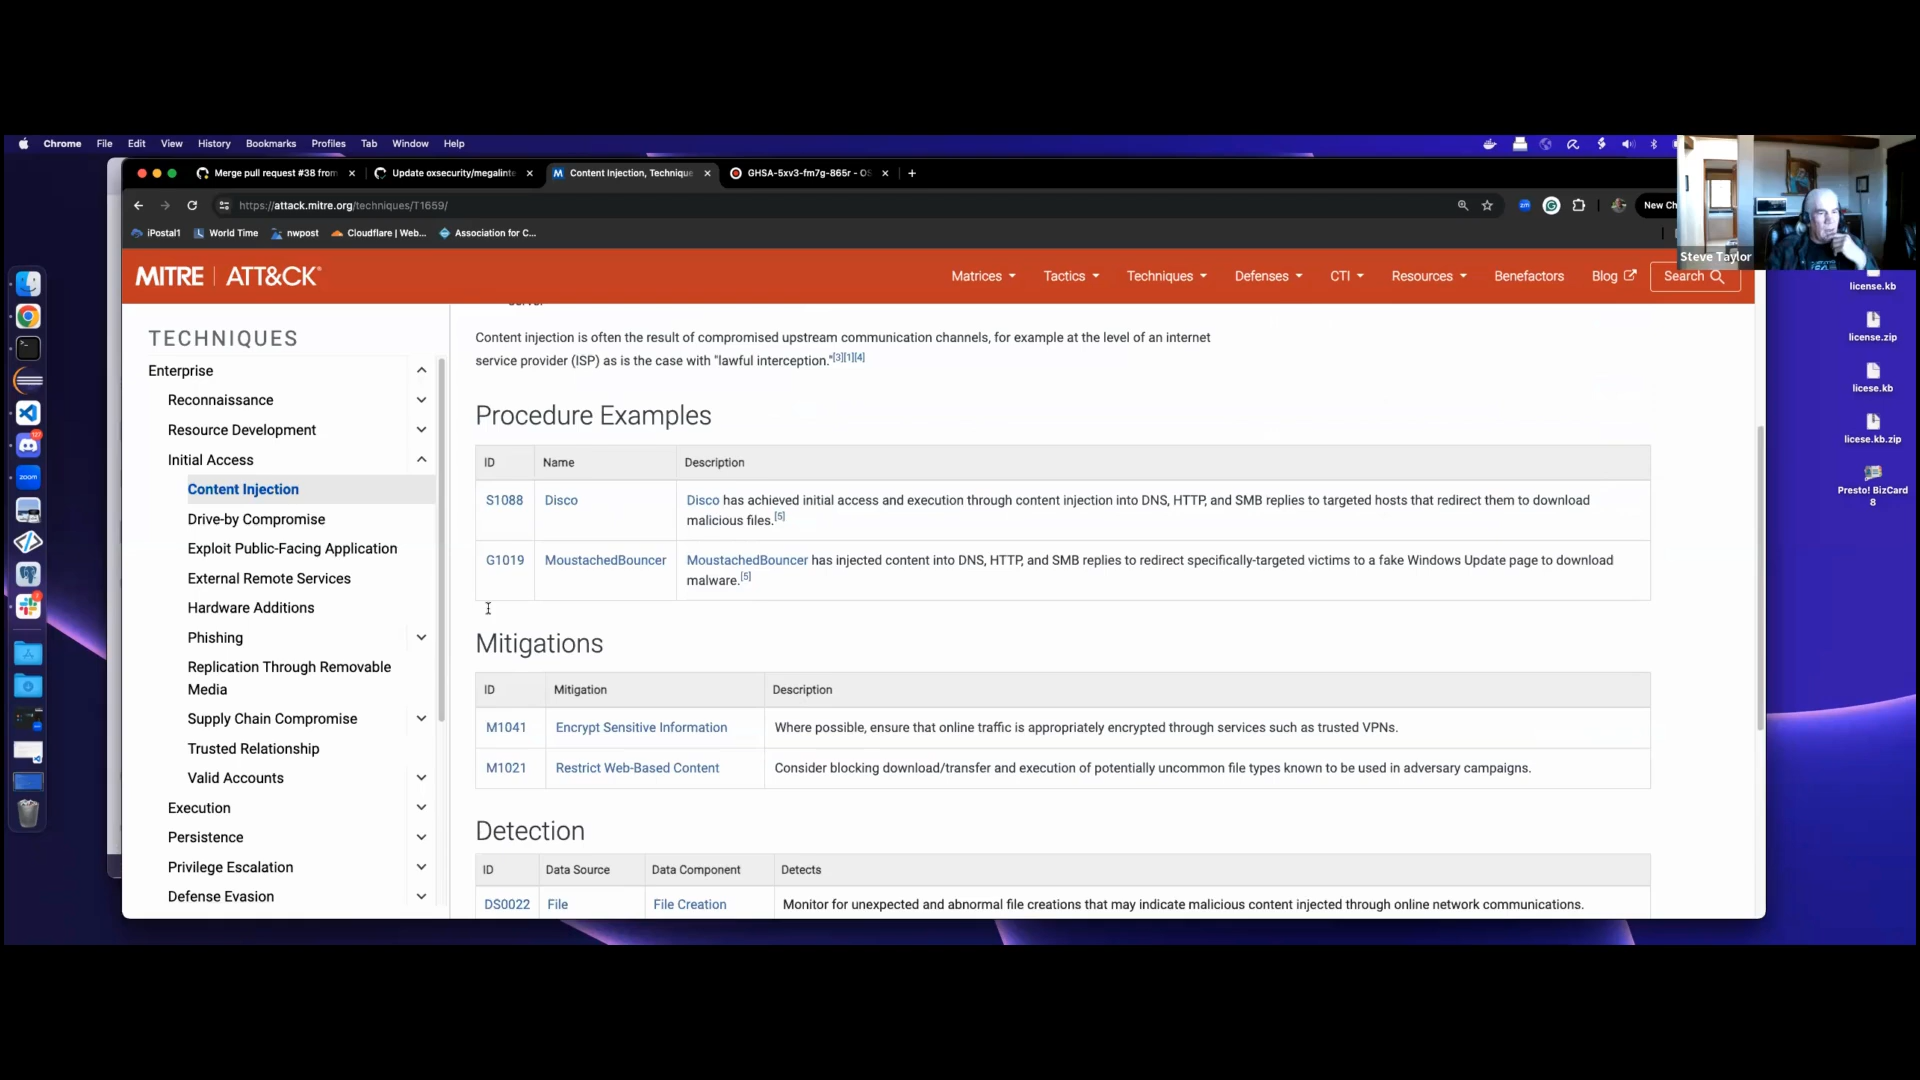 Chrome File Edit View History Bookmarks Profiles Tab Window Help
Merge pull request #38 from
Update oxsecurity/megalinte
Content Injection, Technique
GHSA-5xv3-fm7g-865r - OS
https://attack.mitre.org/techniques/T1659/
New Ch
iPostal1 World Time nwpost Cloudflare | Web... Association for C...
Steve Taylor
MITRE | ATT&CK®
Matrices Tactics Techniques Defenses CTI Resources Benefactors Blog Search
license.kb
license.zip
licese.kb
licese.kb.zip
Presto! BizCard
8
TECHNIQUES
Enterprise
Reconnaissance
Resource Development
Initial Access
Content Injection
Drive-by Compromise
Exploit Public-Facing Application
External Remote Services
Hardware Additions
Phishing
Replication Through Removable
Media
Supply Chain Compromise
Trusted Relationship
Valid Accounts
Execution
Persistence
Privilege Escalation
Defense Evasion
Content injection is often the result of compromised upstream communication channels, for example at the level of an internet
service provider (ISP) as is the case with "lawful interception."[3][1][4]
Procedure Examples
ID Name Description
S1088 Disco Disco has achieved initial access and execution through content injection into DNS, HTTP, and SMB replies to targeted hosts that redirect them to download
malicious files.[5]
G1019 MoustachedBouncer MoustachedBouncer has injected content into DNS, HTTP, and SMB replies to redirect specifically-targeted victims to a fake Windows Update page to download
malware.[5]
Mitigations
ID Mitigation Description
M1041 Encrypt Sensitive Information Where possible, ensure that online traffic is appropriately encrypted through services such as trusted VPNs.
M1021 Restrict Web-Based Content Consider blocking download/transfer and execution of potentially uncommon file types known to be used in adversary campaigns.
Detection
ID Data Source Data Component Detects
DS0022 File File Creation Monitor for unexpected and abnormal file creations that may indicate malicious content injected through online network communications.
zoom